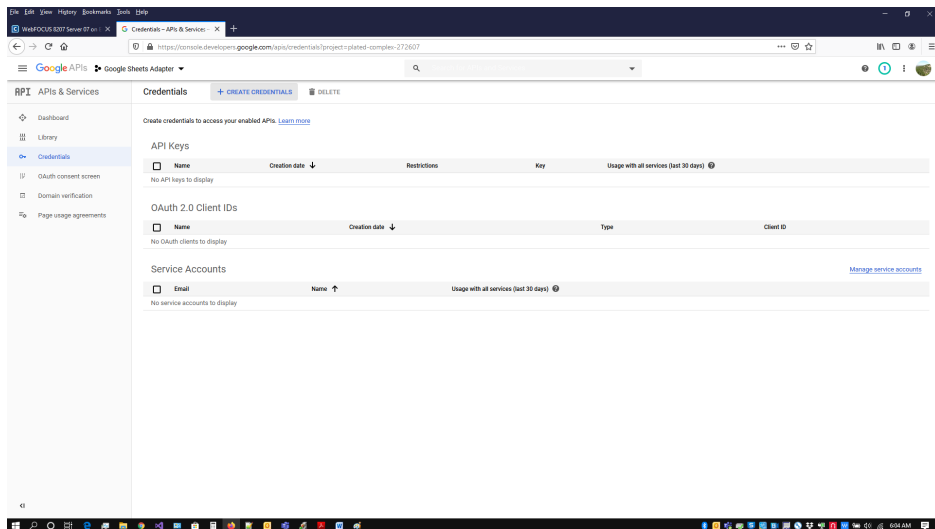 File Edit View History Bookmarks Tools Help
WebFOCUS 8207 Server 07 on
Credentials – APIs & Services -
https://console.developers.google.com/apis/credentials?project=plated-complex-272607
Google APIs Google Sheets Adapter
1
API APIs & Services
Credentials + CREATE CREDENTIALS DELETE
Dashboard
Library
Credentials
OAuth consent screen
Domain verification
Page usage agreements
Create credentials to access your enabled APIs. Learn more
API Keys
Name Creation date Restrictions Key Usage with all services (last 30 days)
No API keys to display
OAuth 2.0 Client IDs
Name Creation date Type Client ID
No OAuth clients to display
Service Accounts Manage service accounts
Email Name Usage with all services (last 30 days)
No service accounts to display
6:04 AM